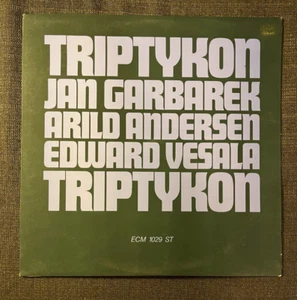 TRIPTYKON
JAN GARBAREK
ARILD ANDERSEN
EDWARD VESALA
TRIPTYKON
ECM 1029 ST